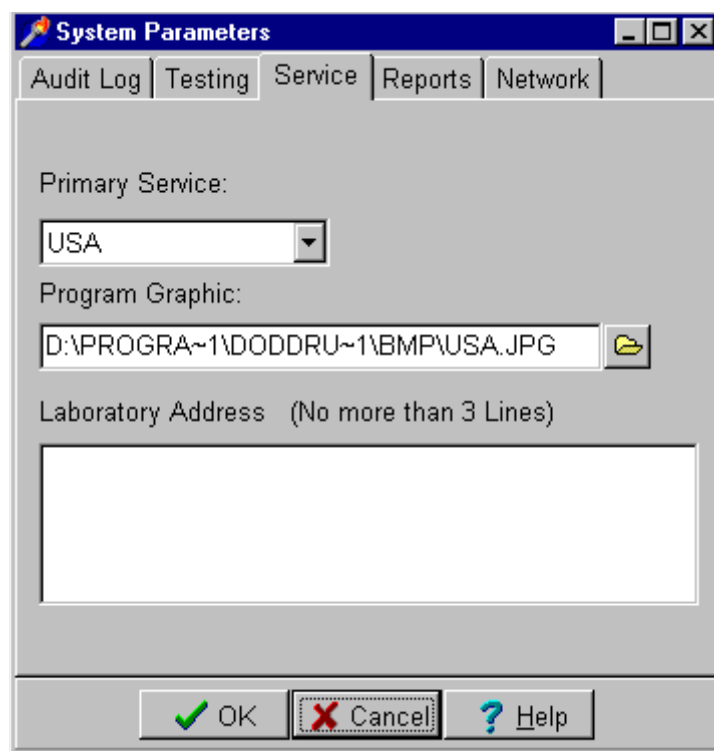 System Parameters
Audit Log Testing Service Reports Network
Primary Service:
USA
Program Graphic:
D:\PROGRA~1\DODDRU~1\BMP\USA.JPG
Laboratory Address (No more than 3 Lines)
OK Cancel Help